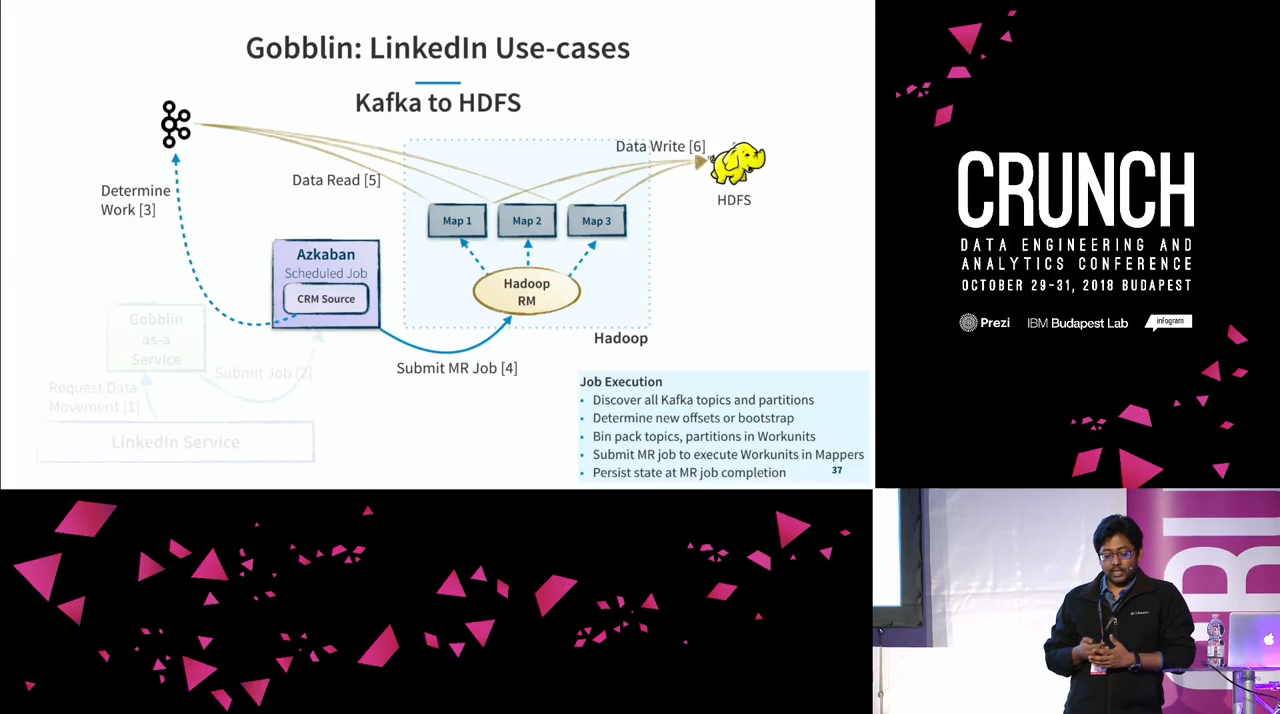 Gobblin: LinkedIn Use-cases
Kafka to HDFS
Data Write [6]
Data Read [5]
HDFS
Determine
Work [3]
Map 1
Map 2
Map 3
Azkaban
Scheduled Job
CRM Source
Hadoop
RM
Hadoop
Gobblin
as-a
Service
Submit Job [2]
Submit MR Job [4]
Request Data
Movement [1]
LinkedIn Service
Job Execution
• Discover all Kafka topics and partitions
• Determine new offsets or bootstrap
• Bin pack topics, partitions in Workunits
• Submit MR job to execute Workunits in Mappers
• Persist state at MR job completion
37
CRUNCH
DATA ENGINEERING AND
ANALYTICS CONFERENCE
OCTOBER 29-31, 2018 BUDAPEST
Prezi
IBM Budapest Lab
infogram